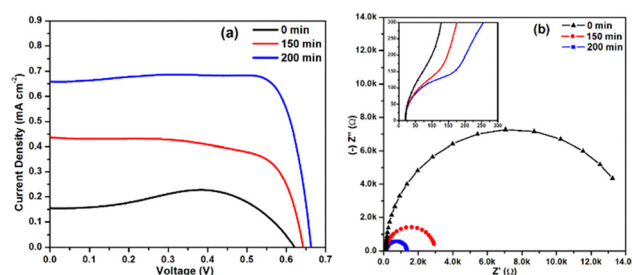 (a)
0 min
150 min
200 min
Current Density (mA cm⁻²)
0.9
0.8
0.7
0.6
0.5
0.4
0.3
0.2
0.1
0.0
0.0 0.1 0.2 0.3 0.4 0.5 0.6 0.7
Voltage (V)
(b)
0 min
150 min
200 min
(-) Z'' (Ω)
14.0k
12.0k
10.0k
8.0k
6.0k
4.0k
2.0k
0.0
0.0 2.0k 4.0k 6.0k 8.0k 10.0k 12.0k 14.0k
Z' (Ω)
300
250
200
150
100
50
0
0 50 100 150 200 250 300